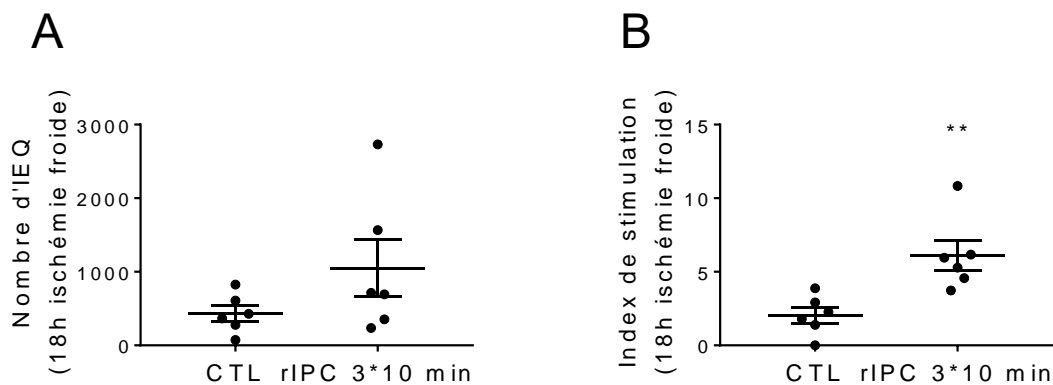 A
Nombre d'IEQ
(18h ischémie froide)
3000
2000
1000
0
CTL rIPC 3*10 min
B
Index de stimulation
(18h ischémie froide)
15
10
5
0
**
CTL rIPC 3*10 min